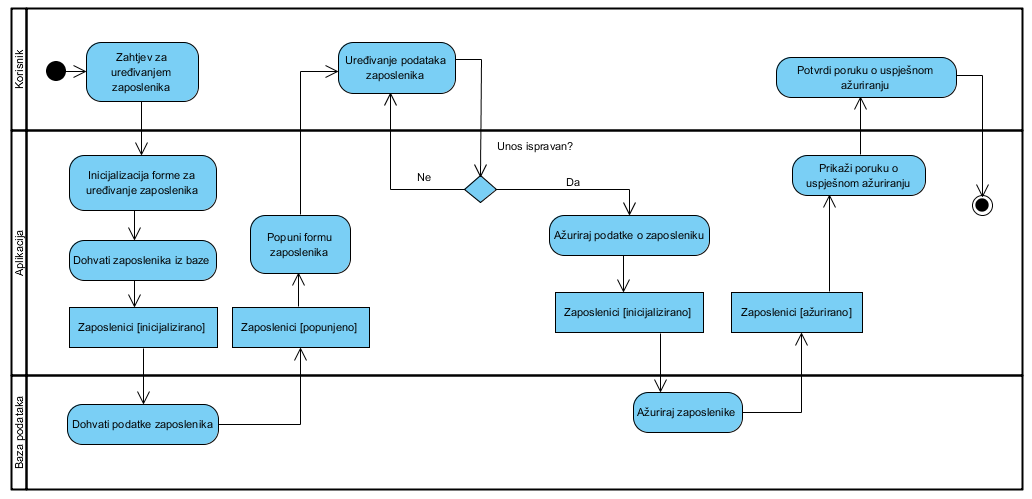 Korisnik
Zahtjev za
uređivanjem
zaposlenika
Uređivanje podataka
zaposlenika
Potvrdi poruku o uspješnom
ažuriranju
Aplikacija
Inicijalizacija forme za
uređivanje zaposlenika
Dohvati zaposlenika iz baze
Zaposlenici [inicijalizirano]
Popuni formu
zaposlenika
Zaposlenici [popunjeno]
Unos ispravan?
Ne
Da
Ažuriraj podatke o zaposleniku
Zaposlenici [inicijalizirano]
Prikaži poruku o
uspješnom ažuriranju
Zaposlenici [ažurirano]
Baza podataka
Dohvati podatke zaposlenika
Ažuriraj zaposlenike